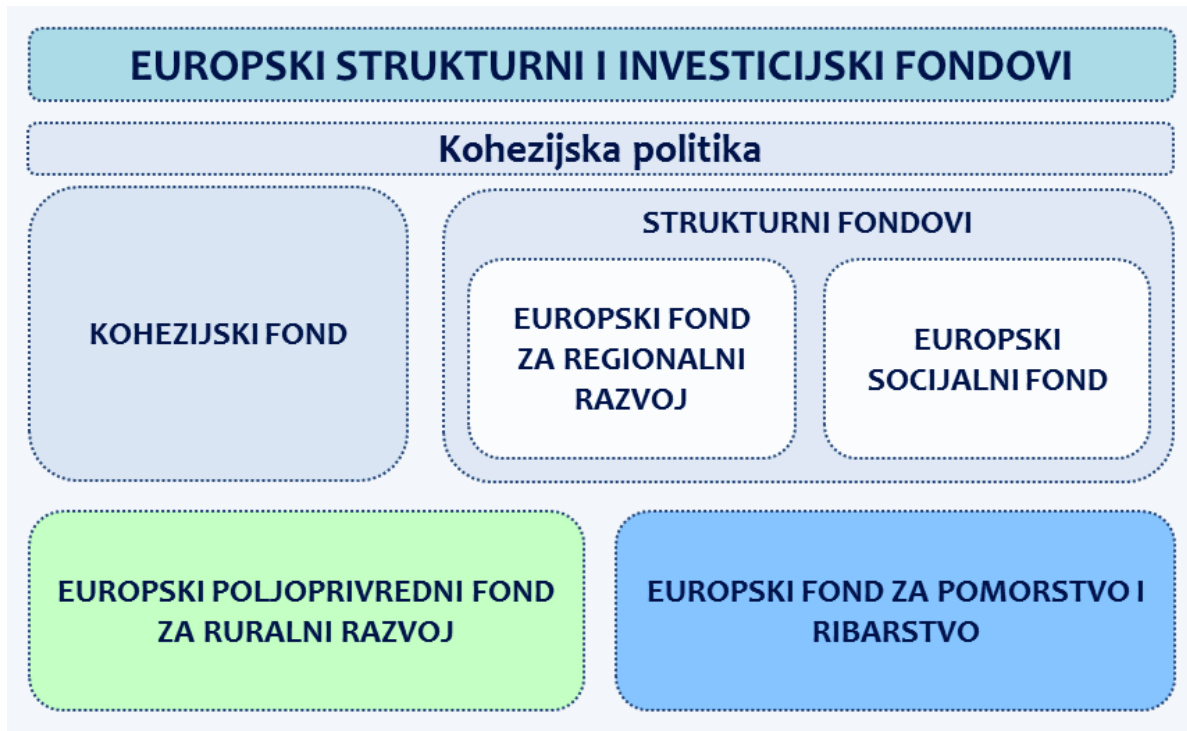 EUROPSKI STRUKTURNI I INVESTICIJSKI FONDOVI
Kohezijska politika
KOHEZIJSKI FOND
STRUKTURNI FONDOVI
EUROPSKI FOND
ZA REGIONALNI
RAZVOJ
EUROPSKI
SOCIJALNI FOND
EUROPSKI POLJOPRIVREDNI FOND
ZA RURALNI RAZVOJ
EUROPSKI FOND ZA POMORSTVO I
RIBARSTVO